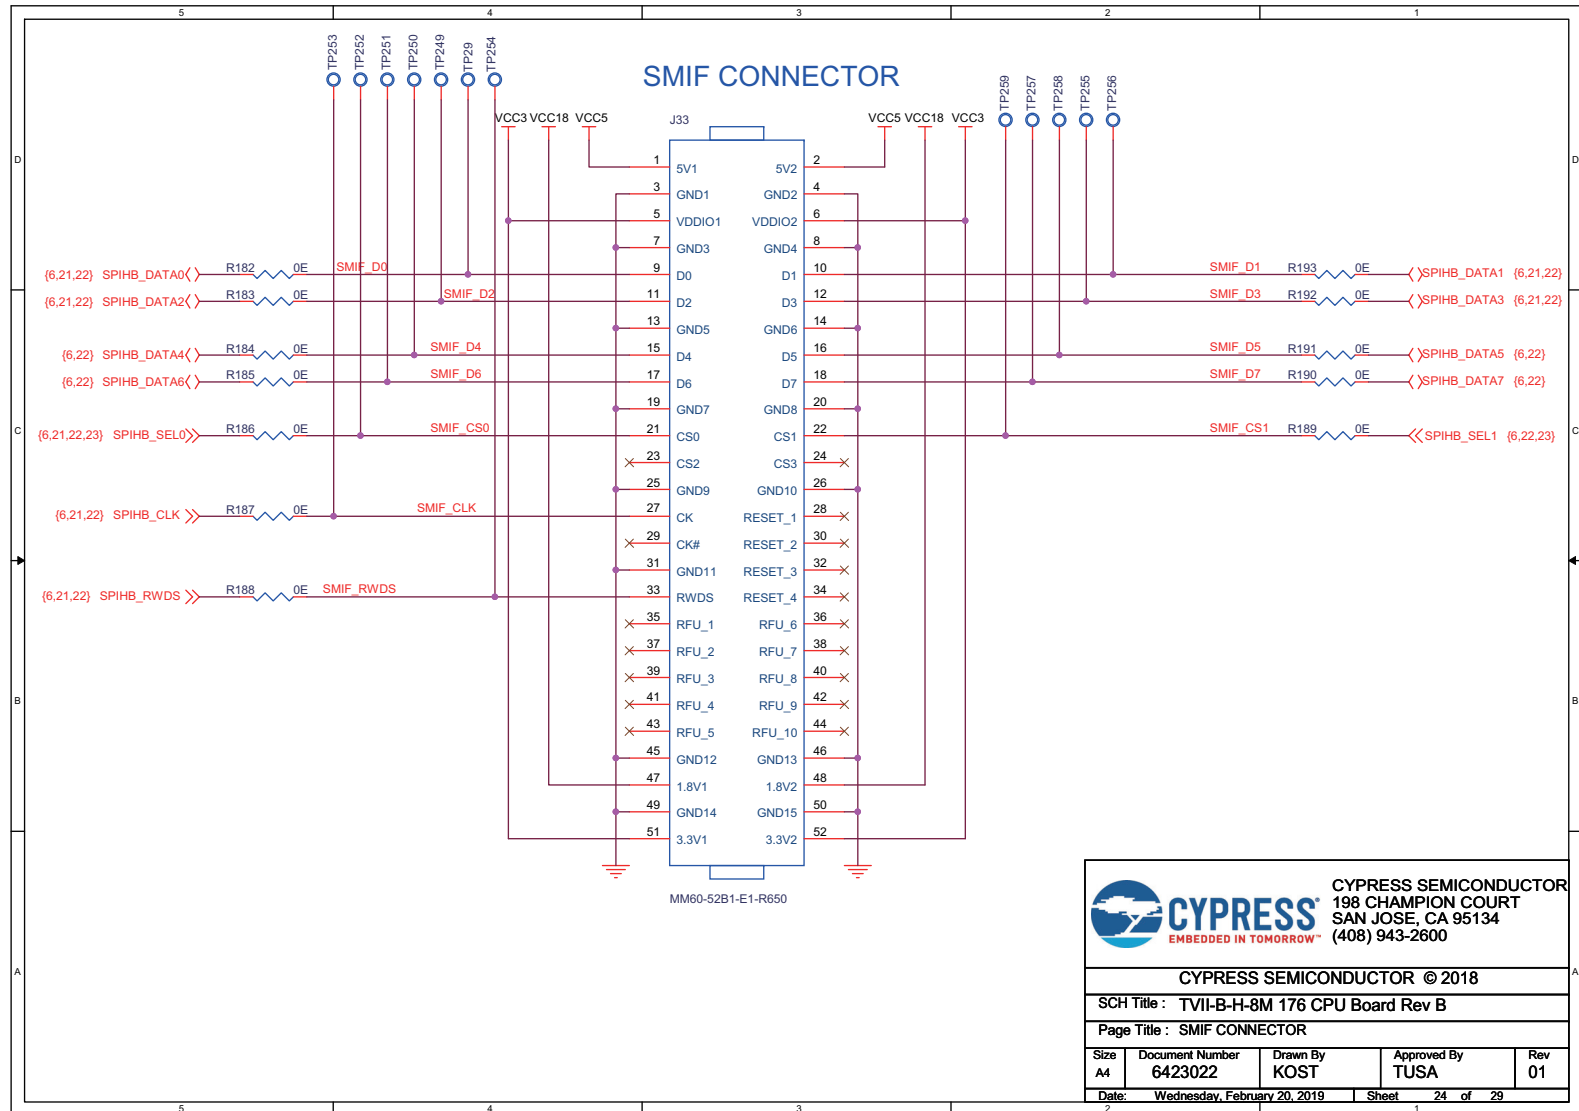 5 4 3 2 1
TP253 TP252 TP251 TP250 TP249 TP29 TP254
SMIF CONNECTOR
TP259 TP257 TP258 TP255 TP256
VCC3 VCC18 VCC5
J33
VCC5 VCC18 VCC3
D D
1 5V1 5V2 2
3 GND1 GND2 4
5 VDDIO1 VDDIO2 6
7 GND3 GND4 8
{6,21,22} SPIHB_DATA0 R182 0E SMIF_D0 9 D0 D1 10 SMIF_D1 R193 0E SPIHB_DATA1 {6,21,22}
{6,21,22} SPIHB_DATA2 R183 0E SMIF_D2 11 D2 D3 12 SMIF_D3 R192 0E SPIHB_DATA3 {6,21,22}
13 GND5 GND6 14
{6,22} SPIHB_DATA4 R184 0E SMIF_D4 15 D4 D5 16 SMIF_D5 R191 0E SPIHB_DATA5 {6,22}
{6,22} SPIHB_DATA6 R185 0E SMIF_D6 17 D6 D7 18 SMIF_D7 R190 0E SPIHB_DATA7 {6,22}
19 GND7 GND8 20
C {6,21,22,23} SPIHB_SEL0 R186 0E SMIF_CS0 21 CS0 CS1 22 SMIF_CS1 R189 0E SPIHB_SEL1 {6,22,23} C
23 CS2 CS3 24
25 GND9 GND10 26
{6,21,22} SPIHB_CLK R187 0E SMIF_CLK 27 CK RESET_1 28
29 CK# RESET_2 30
31 GND11 RESET_3 32
{6,21,22} SPIHB_RWDS R188 0E SMIF_RWDS 33 RWDS RESET_4 34
35 RFU_1 RFU_6 36
37 RFU_2 RFU_7 38
39 RFU_3 RFU_8 40
B 41 RFU_4 RFU_9 42 B
43 RFU_5 RFU_10 44
45 GND12 GND13 46
47 1.8V1 1.8V2 48
49 GND14 GND15 50
51 3.3V1 3.3V2 52
MM60-52B1-E1-R650
A A
CYPRESS
EMBEDDED IN TOMORROW™
CYPRESS SEMICONDUCTOR
198 CHAMPION COURT
SAN JOSE, CA 95134
(408) 943-2600
CYPRESS SEMICONDUCTOR © 2018
SCH Title : TVII-B-H-8M 176 CPU Board Rev B
Page Title : SMIF CONNECTOR
Size Document Number Drawn By Approved By Rev
A4 6423022 KOST TUSA 01
Date: Wednesday, February 20, 2019 Sheet 24 of 29
5 4 3 2 1